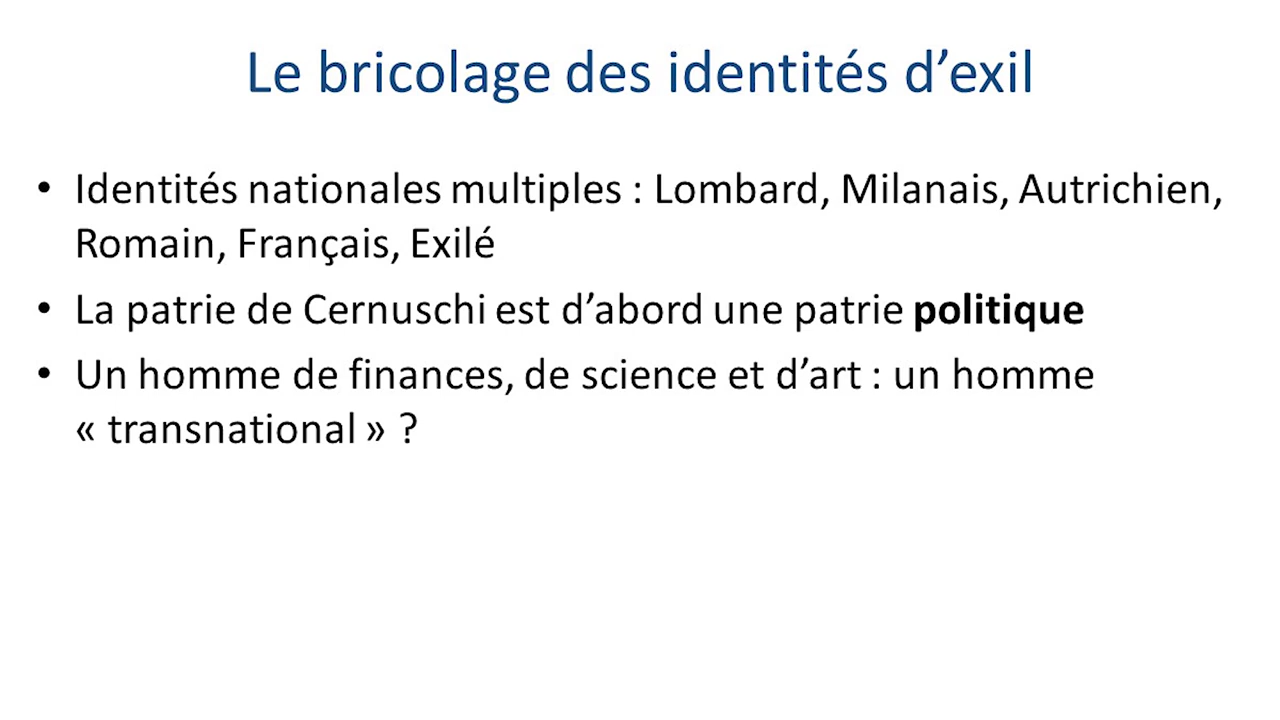 Le bricolage des identités d’exil
• Identités nationales multiples : Lombard, Milanais, Autrichien,
Romain, Français, Exilé
• La patrie de Cernuschi est d’abord une patrie politique
• Un homme de finances, de science et d’art : un homme
« transnational » ?